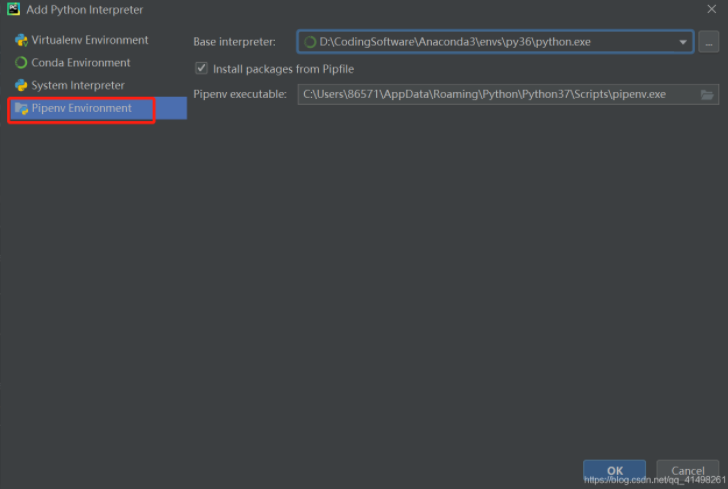 Add Python Interpreter
Virtualenv Environment
Conda Environment
System Interpreter
Pipenv Environment
Base interpreter: D:\CodingSoftware\Anaconda3\envs\py36\python.exe ...
Install packages from Pipfile
Pipenv executable: C:\Users\86571\AppData\Roaming\Python\Python37\Scripts\pipenv.exe
OK Cancel
https://blog.csdn.net/qq_41498261